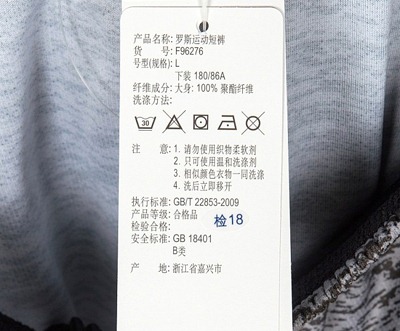 产品名称: 罗斯运动短裤
货 号: F96276
号型(规格): L
下装 180/86A
纤维成分: 大身: 100% 聚酯纤维
洗涤方法:
30
注 意: 1. 请勿使用织物柔软剂
2. 只可使用温和洗涤剂
3. 相似颜色衣物一同洗涤
4. 洗后立即移开
执行标准: GB/T 22853-2009
产品等级: 合格品
检验合格: 检18
安全标准: GB 18401
B类
产 地: 浙江省嘉兴市